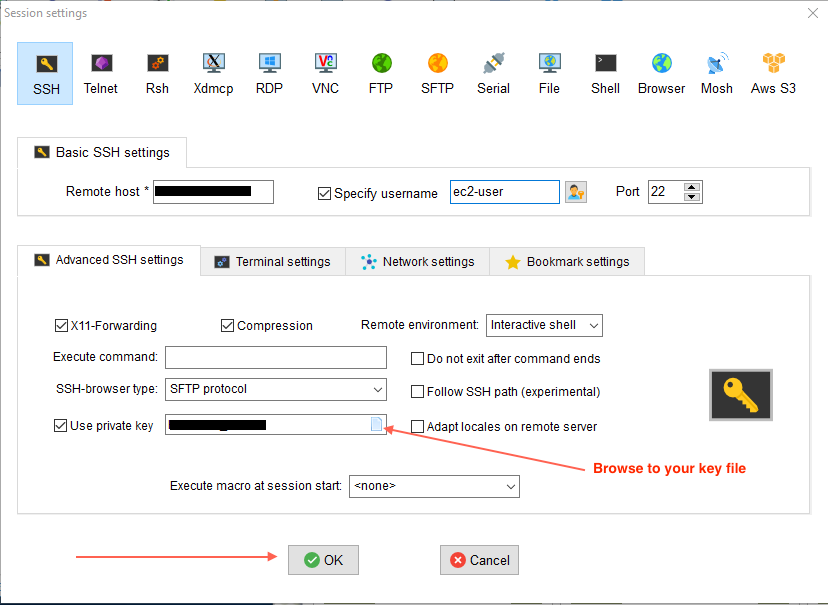 Session settings
SSH Telnet Rsh Xdmcp RDP VNC FTP SFTP Serial File Shell Browser Mosh Aws S3
Basic SSH settings
Remote host * Specify username ec2-user Port 22
Advanced SSH settings Terminal settings Network settings Bookmark settings
X11-Forwarding Compression Remote environment: Interactive shell
Execute command: Do not exit after command ends
SSH-browser type: SFTP protocol Follow SSH path (experimental)
Use private key Adapt locales on remote server
Browse to your key file
Execute macro at session start: <none>
OK Cancel